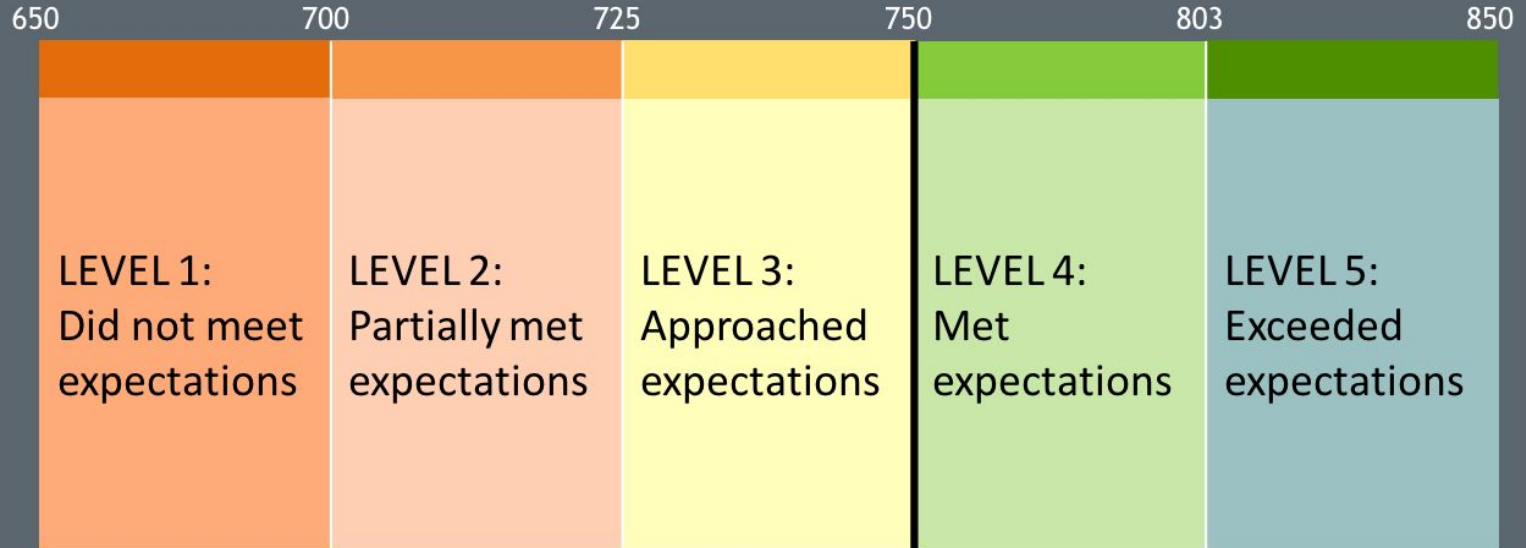 650 700 725 750 803 850
LEVEL 1:
Did not meet
expectations
LEVEL 2:
Partially met
expectations
LEVEL 3:
Approached
expectations
LEVEL 4:
Met
expectations
LEVEL 5:
Exceeded
expectations